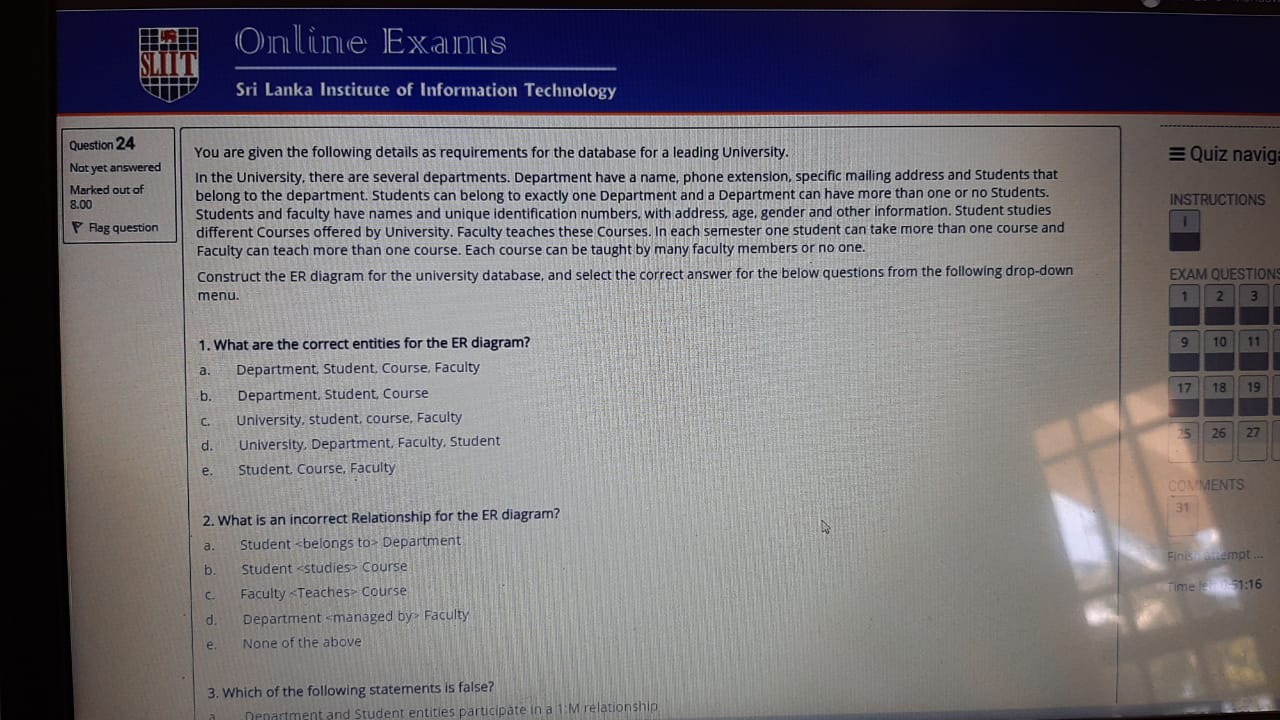 SLIIT
Online Exams
Sri Lanka Institute of Information Technology
Question 24
Not yet answered
Marked out of
8.00
Flag question
You are given the following details as requirements for the database for a leading University.
In the University, there are several departments. Department have a name, phone extension, specific mailing address and Students that
belong to the department. Students can belong to exactly one Department and a Department can have more than one or no Students.
Students and faculty have names and unique identification numbers, with address, age, gender and other information. Student studies
different Courses offered by University. Faculty teaches these Courses. In each semester one student can take more than one course and
Faculty can teach more than one course. Each course can be taught by many faculty members or no one.
Construct the ER diagram for the university database, and select the correct answer for the below questions from the following drop-down
menu.
1. What are the correct entities for the ER diagram?
a. Department, Student, Course, Faculty
b. Department, Student, Course
c. University, student, course, Faculty
d. University, Department, Faculty, Student
e. Student, Course, Faculty
2. What is an incorrect Relationship for the ER diagram?
a. Student <belongs to> Department
b. Student <studies> Course
c. Faculty <Teaches> Course
d. Department <managed by> Faculty
e. None of the above
3. Which of the following statements is false?
a. Department and Student entities participate in a 1:M relationship
Quiz naviga
INSTRUCTIONS
i
EXAM QUESTIONS
1 2 3
9 10 11
17 18 19
25 26 27
COMMENTS
31
Finish attempt ...
Time 51:16